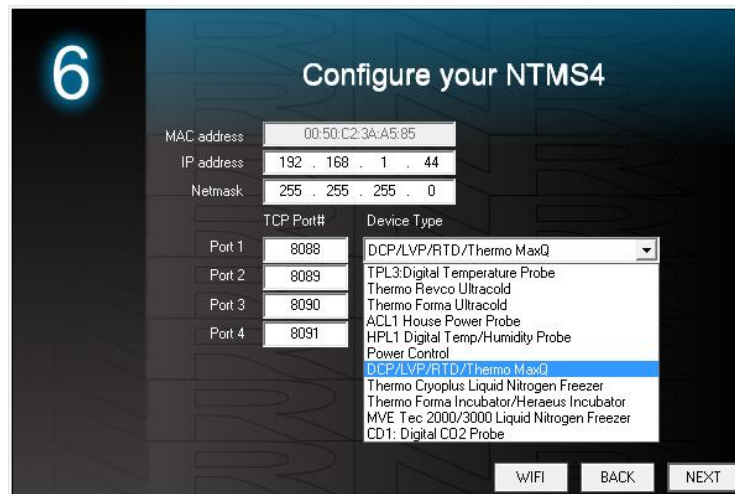 6
Configure your NTMS4
MAC address 00:50:C2:3A:A5:85
IP address 192 . 168 . 1 . 44
Netmask 255 . 255 . 255 . 0
TCP Port# Device Type
Port 1 8088 DCP/LVP/RTD/Thermo MaxQ
Port 2 8089
Port 3 8090
Port 4 8091
TPL3:Digital Temperature Probe
Thermo Revco Ultracold
Thermo Forma Ultracold
ACL1 House Power Probe
HPL1 Digital Temp/Humidity Probe
Power Control
DCP/LVP/RTD/Thermo MaxQ
Thermo Cryoplus Liquid Nitrogen Freezer
Thermo Forma Incubator/Heraeus Incubator
MVE Tec 2000/3000 Liquid Nitrogen Freezer
CD1: Digital CO2 Probe
WIFI BACK NEXT